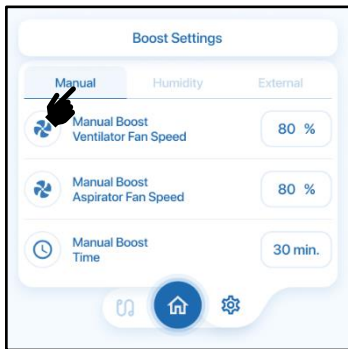 Boost Settings
Manual Humidity External
Manual Boost
Ventilator Fan Speed
80 %
Manual Boost
Aspirator Fan Speed
80 %
Manual Boost
Time
30 min.